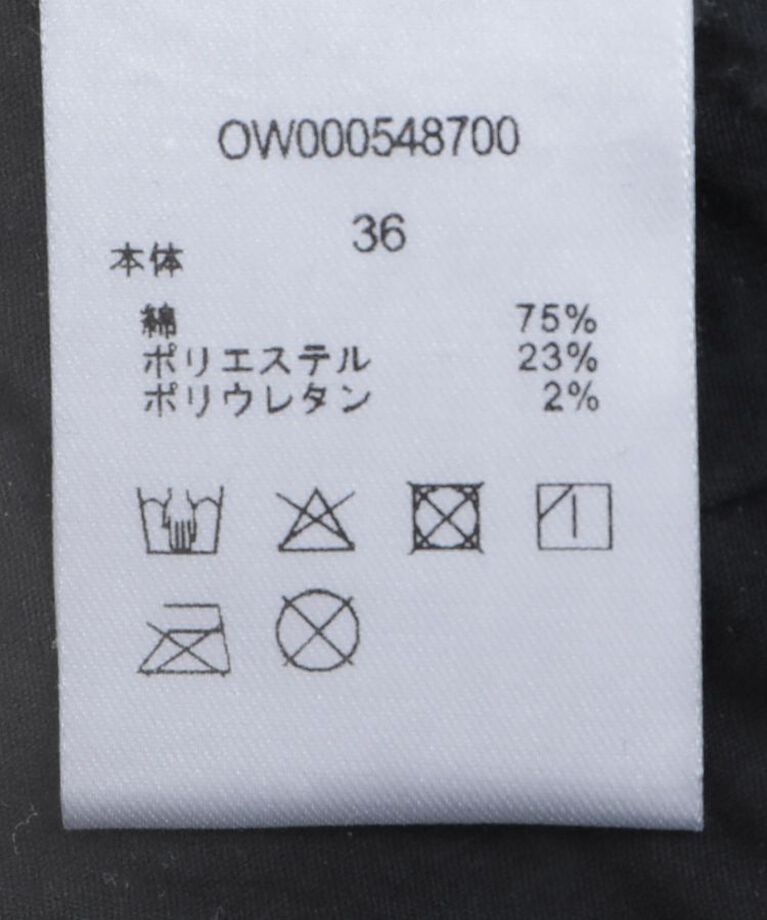 OW000548700
36
本体
綿 75%
ポリエステル 23%
ポリウレタン 2%